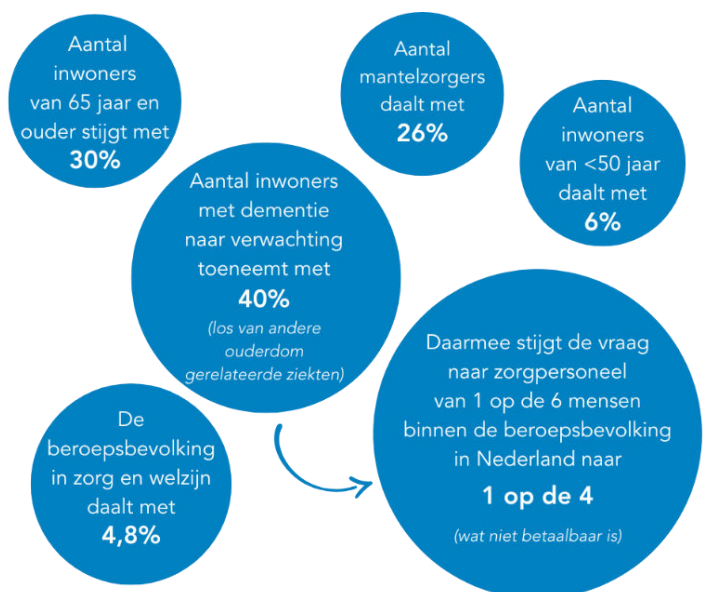 Aantal
inwoners
van 65 jaar en
ouder stijgt met
30%
Aantal
mantelzorgers
daalt met
26%
Aantal
inwoners
van <50 jaar
daalt met
6%
Aantal inwoners
met dementie
naar verwachting
toeneemt met
40%
(los van andere
ouderdom
gerelateerde ziekten)
De
beroepsbevolking
in zorg en welzijn
daalt met
4,8%
Daarmee stijgt de vraag
naar zorgpersoneel
van 1 op de 6 mensen
binnen de beroepsbevolking
in Nederland naar
1 op de 4
(wat niet betaalbaar is)